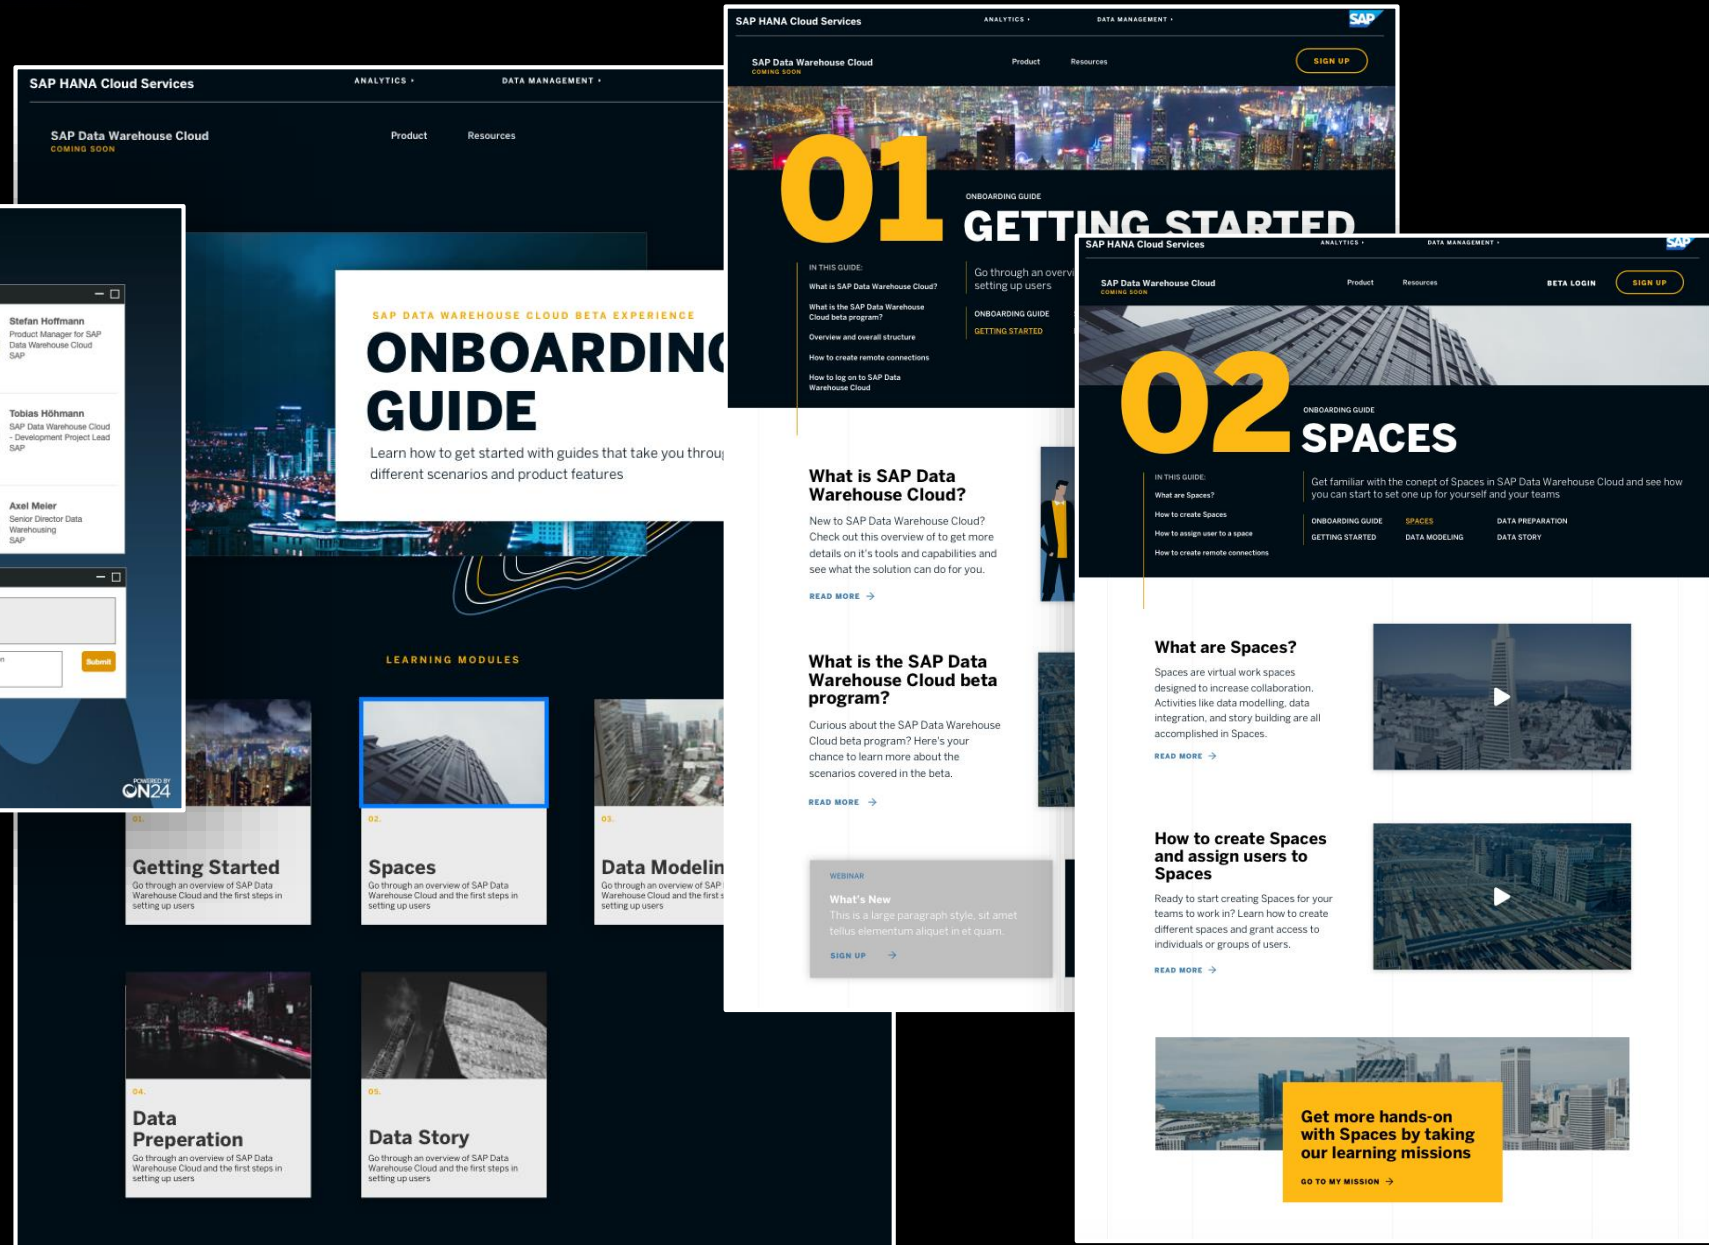 SAP HANA Cloud Services
ANALYTICS
DATA MANAGEMENT
SAP Data Warehouse Cloud
COMING SOON
Product
Resources
SAP DATA WAREHOUSE CLOUD BETA EXPERIENCE
ONBOARDING
GUIDE
Learn how to get started with guides that take you throug
different scenarios and product features
LEARNING MODULES
01.
Getting Started
Go through an overview of SAP Data
Warehouse Cloud and the first steps in
setting up users
02.
Spaces
Go through an overview of SAP Data
Warehouse Cloud and the first steps in
setting up users
03.
Data Modelin
Go through an overview of SAP
Warehouse Cloud and the first s
setting up users
04.
Data
Preperation
Go through an overview of SAP Data
Warehouse Cloud and the first steps in
setting up users
05.
Data Story
Go through an overview of SAP Data
Warehouse Cloud and the first steps in
setting up users
Stefan Hoffmann
Product Manager for SAP
Data Warehouse Cloud
SAP
Tobias Höhmann
SAP Data Warehouse Cloud
- Development Project Lead
SAP
Axel Meier
Senior Director Data
Warehousing
SAP
Submit
POWERED BY
ON24
SAP HANA Cloud Services
ANALYTICS
DATA MANAGEMENT
SAP
SAP Data Warehouse Cloud
COMING SOON
Product
Resources
SIGN UP
01
ONBOARDING GUIDE
GETTING STARTED
IN THIS GUIDE:
What is SAP Data Warehouse Cloud?
What is the SAP Data Warehouse
Cloud beta program?
Overview and overall structure
How to create remote connections
How to log on to SAP Data
Warehouse Cloud
Go through an overvi
setting up users
ONBOARDING GUIDE
GETTING STARTED
What is SAP Data
Warehouse Cloud?
New to SAP Data Warehouse Cloud?
Check out this overview of to get more
details on it's tools and capabilities and
see what the solution can do for you.
READ MORE
What is the SAP Data
Warehouse Cloud beta
program?
Curious about the SAP Data Warehouse
Cloud beta program? Here's your
chance to learn more about the
scenarios covered in the beta.
READ MORE
WEBINAR
What's New
This is a large paragraph style, sit amet
tellus elementum aliquet in et quam.
SIGN UP
SAP HANA Cloud Services
ANALYTICS
DATA MANAGEMENT
SAP
SAP Data Warehouse Cloud
COMING SOON
Product
Resources
BETA LOGIN
SIGN UP
02
ONBOARDING GUIDE
SPACES
IN THIS GUIDE:
What are Spaces?
How to create Spaces
How to assign user to a space
How to create remote connections
Get familiar with the conept of Spaces in SAP Data Warehouse Cloud and see how
you can start to set one up for yourself and your teams
ONBOARDING GUIDE
SPACES
DATA PREPARATION
GETTING STARTED
DATA MODELING
DATA STORY
What are Spaces?
Spaces are virtual work spaces
designed to increase collaboration.
Activities like data modelling, data
integration, and story building are all
accomplished in Spaces.
READ MORE
How to create Spaces
and assign users to
Spaces
Ready to start creating Spaces for your
teams to work in? Learn how to create
different spaces and grant access to
individuals or groups of users.
READ MORE
Get more hands-on
with Spaces by taking
our learning missions
GO TO MY MISSION